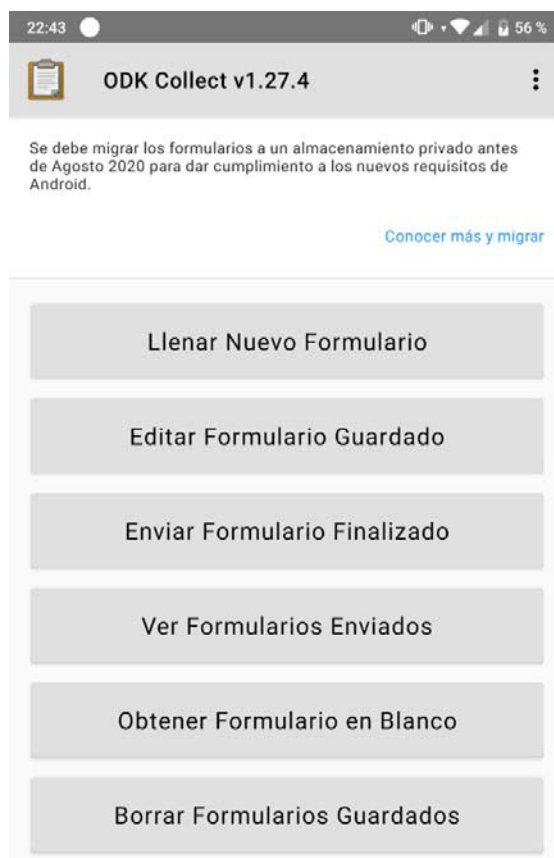 22:43 56 %
ODK Collect v1.27.4
Se debe migrar los formularios a un almacenamiento privado antes
de Agosto 2020 para dar cumplimiento a los nuevos requisitos de
Android.
Conocer más y migrar
Llenar Nuevo Formulario
Editar Formulario Guardado
Enviar Formulario Finalizado
Ver Formularios Enviados
Obtener Formulario en Blanco
Borrar Formularios Guardados